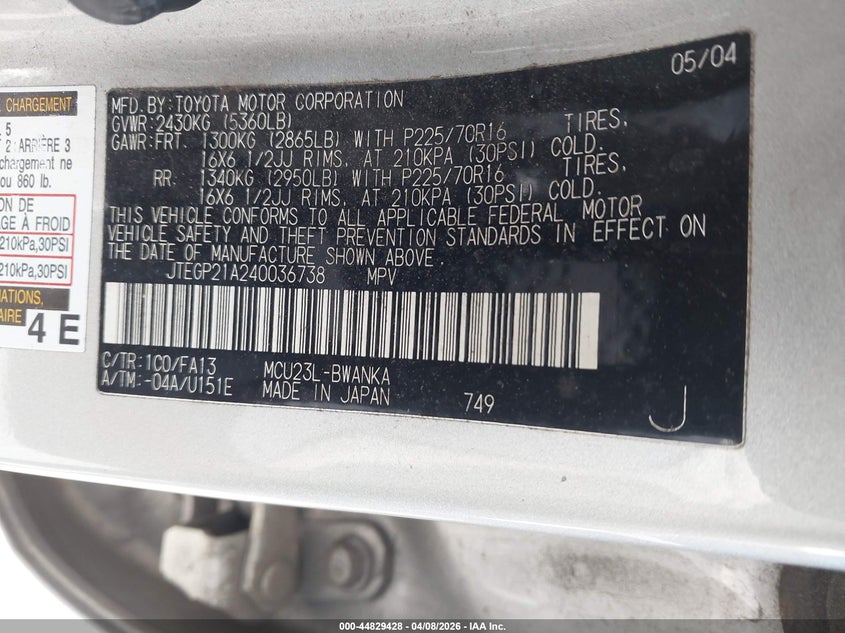 E CHARGEMENT
5
2 : ARRIÈRE 3
chargement ne
ou 860 lb.
ION DE
AGE À FROID
210kPa,30PSI
210kPa,30PSI
MATIONS,
AIRE
4 E
05/04
MFD. BY: TOYOTA MOTOR CORPORATION
GVWR: 2430KG (5360LB)
GAWR: FRT. 1300KG (2865LB) WITH P225/70R16 TIRES,
16X6 1/2JJ RIMS, AT 210KPA (30PSI) COLD.
RR. 1340KG (2950LB) WITH P225/70R16 TIRES,
16X6 1/2JJ RIMS, AT 210KPA (30PSI) COLD.
THIS VEHICLE CONFORMS TO ALL APPLICABLE FEDERAL MOTOR
VEHICLE SAFETY AND THEFT PREVENTION STANDARDS IN EFFECT ON
THE DATE OF MANUFACTURE SHOWN ABOVE.
JTEGP21A240036738 MPV
C/TR: 1C0/FA13 MCU23L-BWANKA
A/TM: -04A/U151E MADE IN JAPAN 749 J
000-44829428 - 04/08/2026 - IAA Inc.